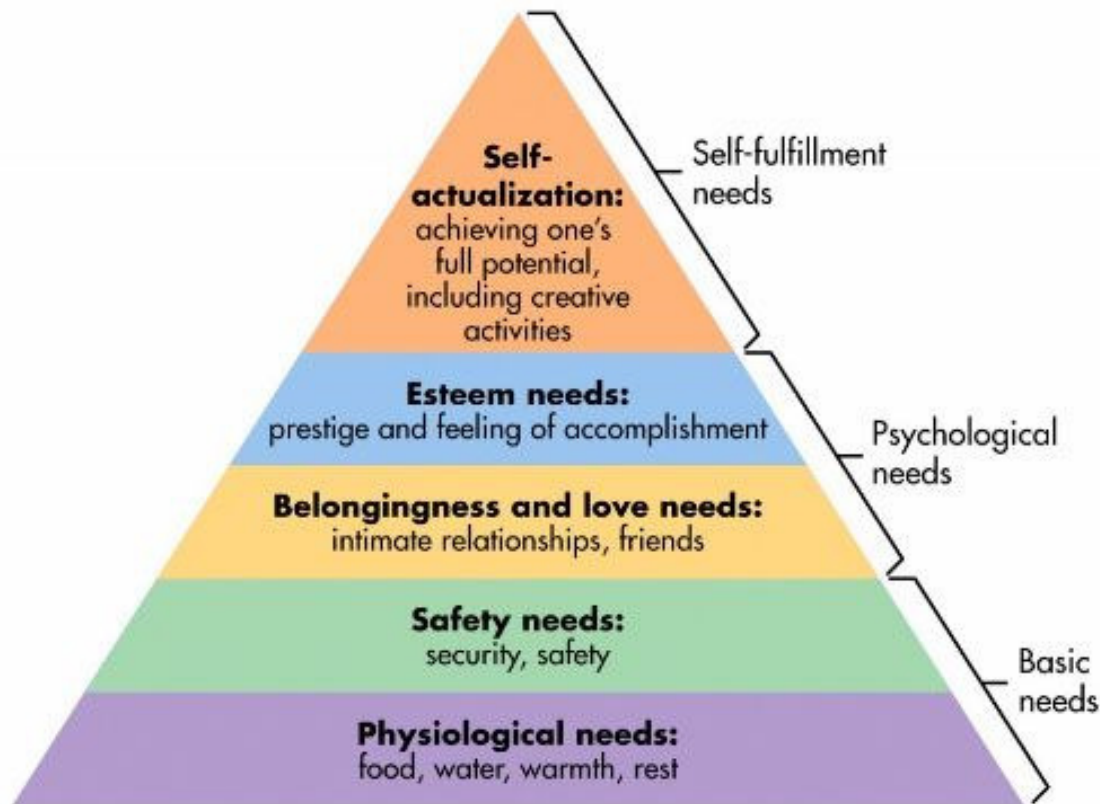 Self-
actualization:
achieving one's
full potential,
including creative
activities
Esteem needs:
prestige and feeling of accomplishment
Belongingness and love needs:
intimate relationships, friends
Safety needs:
security, safety
Physiological needs:
food, water, warmth, rest
Self-fulfillment
needs
Psychological
needs
Basic
needs